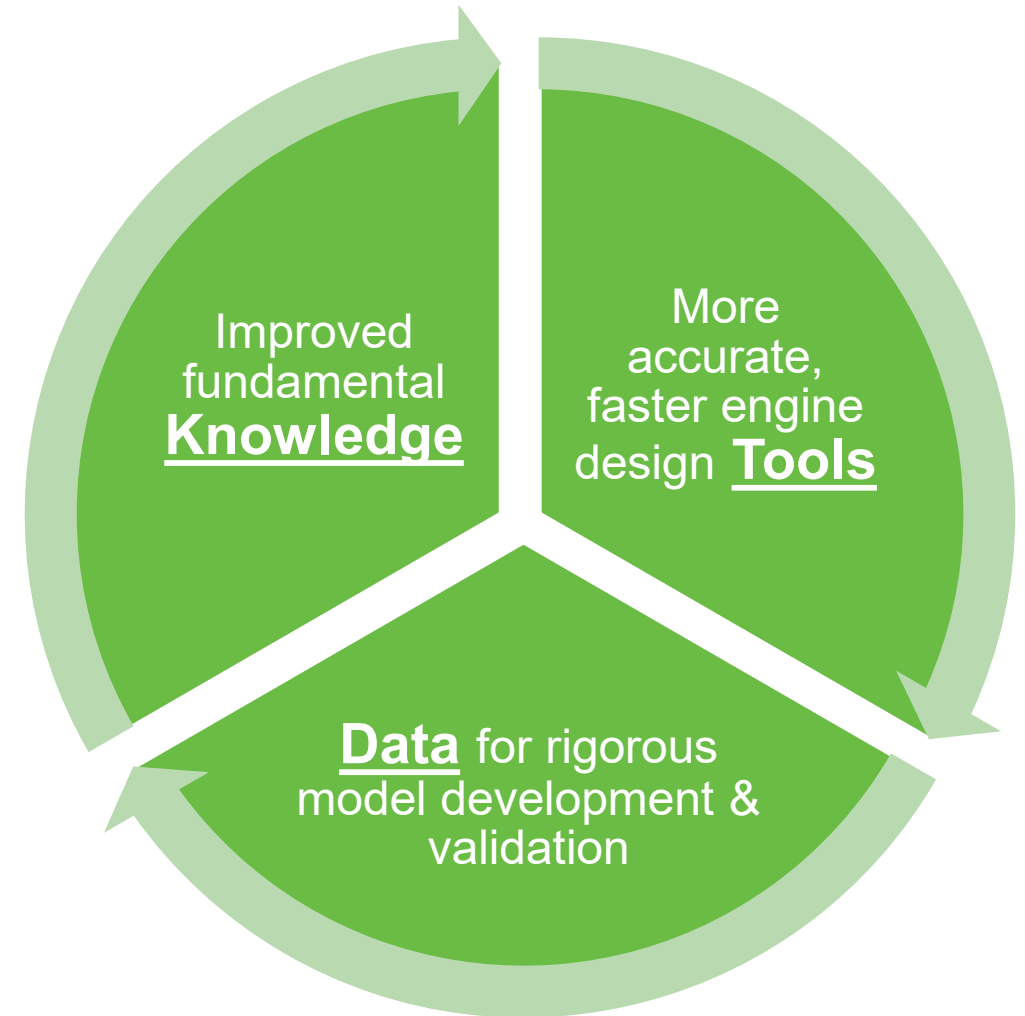 Improved
fundamental
Knowledge
More
accurate,
faster engine
design Tools
Data for rigorous
model development &
validation